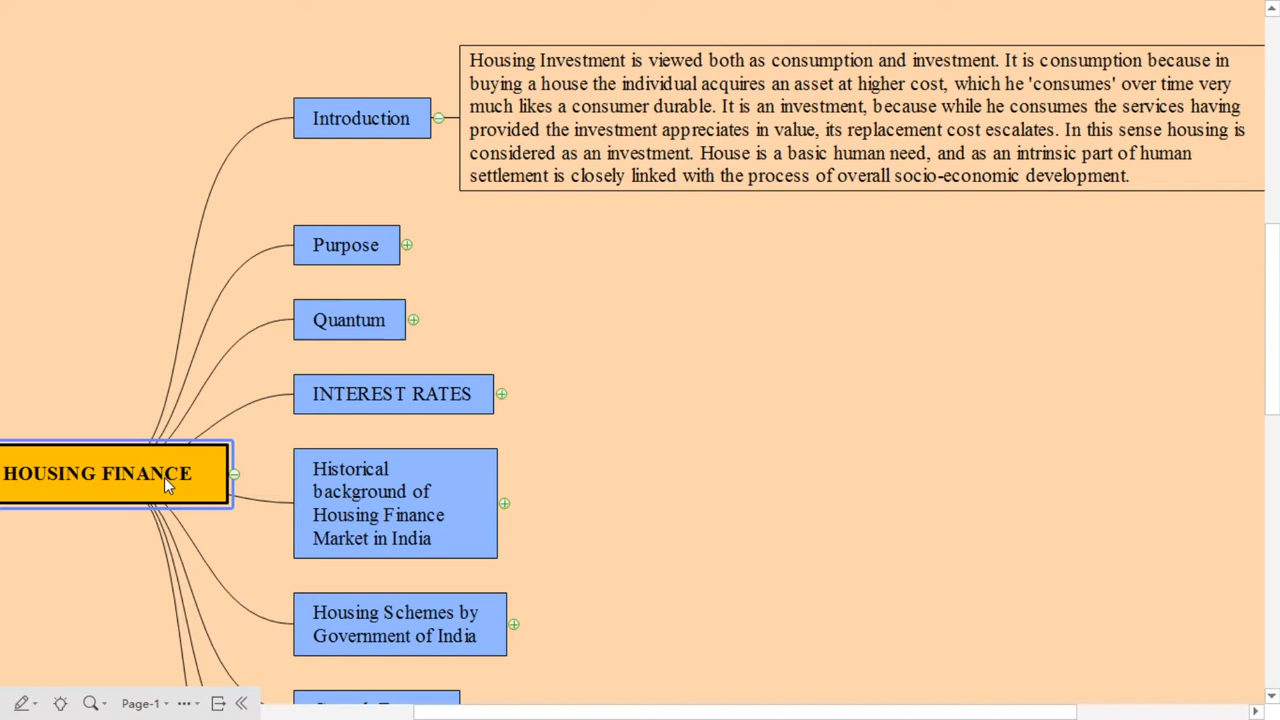 Housing Investment is viewed both as consumption and investment. It is consumption because in
buying a house the individual acquires an asset at higher cost, which he 'consumes' over time very
much likes a consumer durable. It is an investment, because while he consumes the services having
provided the investment appreciates in value, its replacement cost escalates. In this sense housing is
considered as an investment. House is a basic human need, and as an intrinsic part of human
settlement is closely linked with the process of overall socio-economic development.
Introduction
Purpose
Quantum
INTEREST RATES
HOUSING FINANCE
Historical
background of
Housing Finance
Market in India
Housing Schemes by
Government of India
Page-1